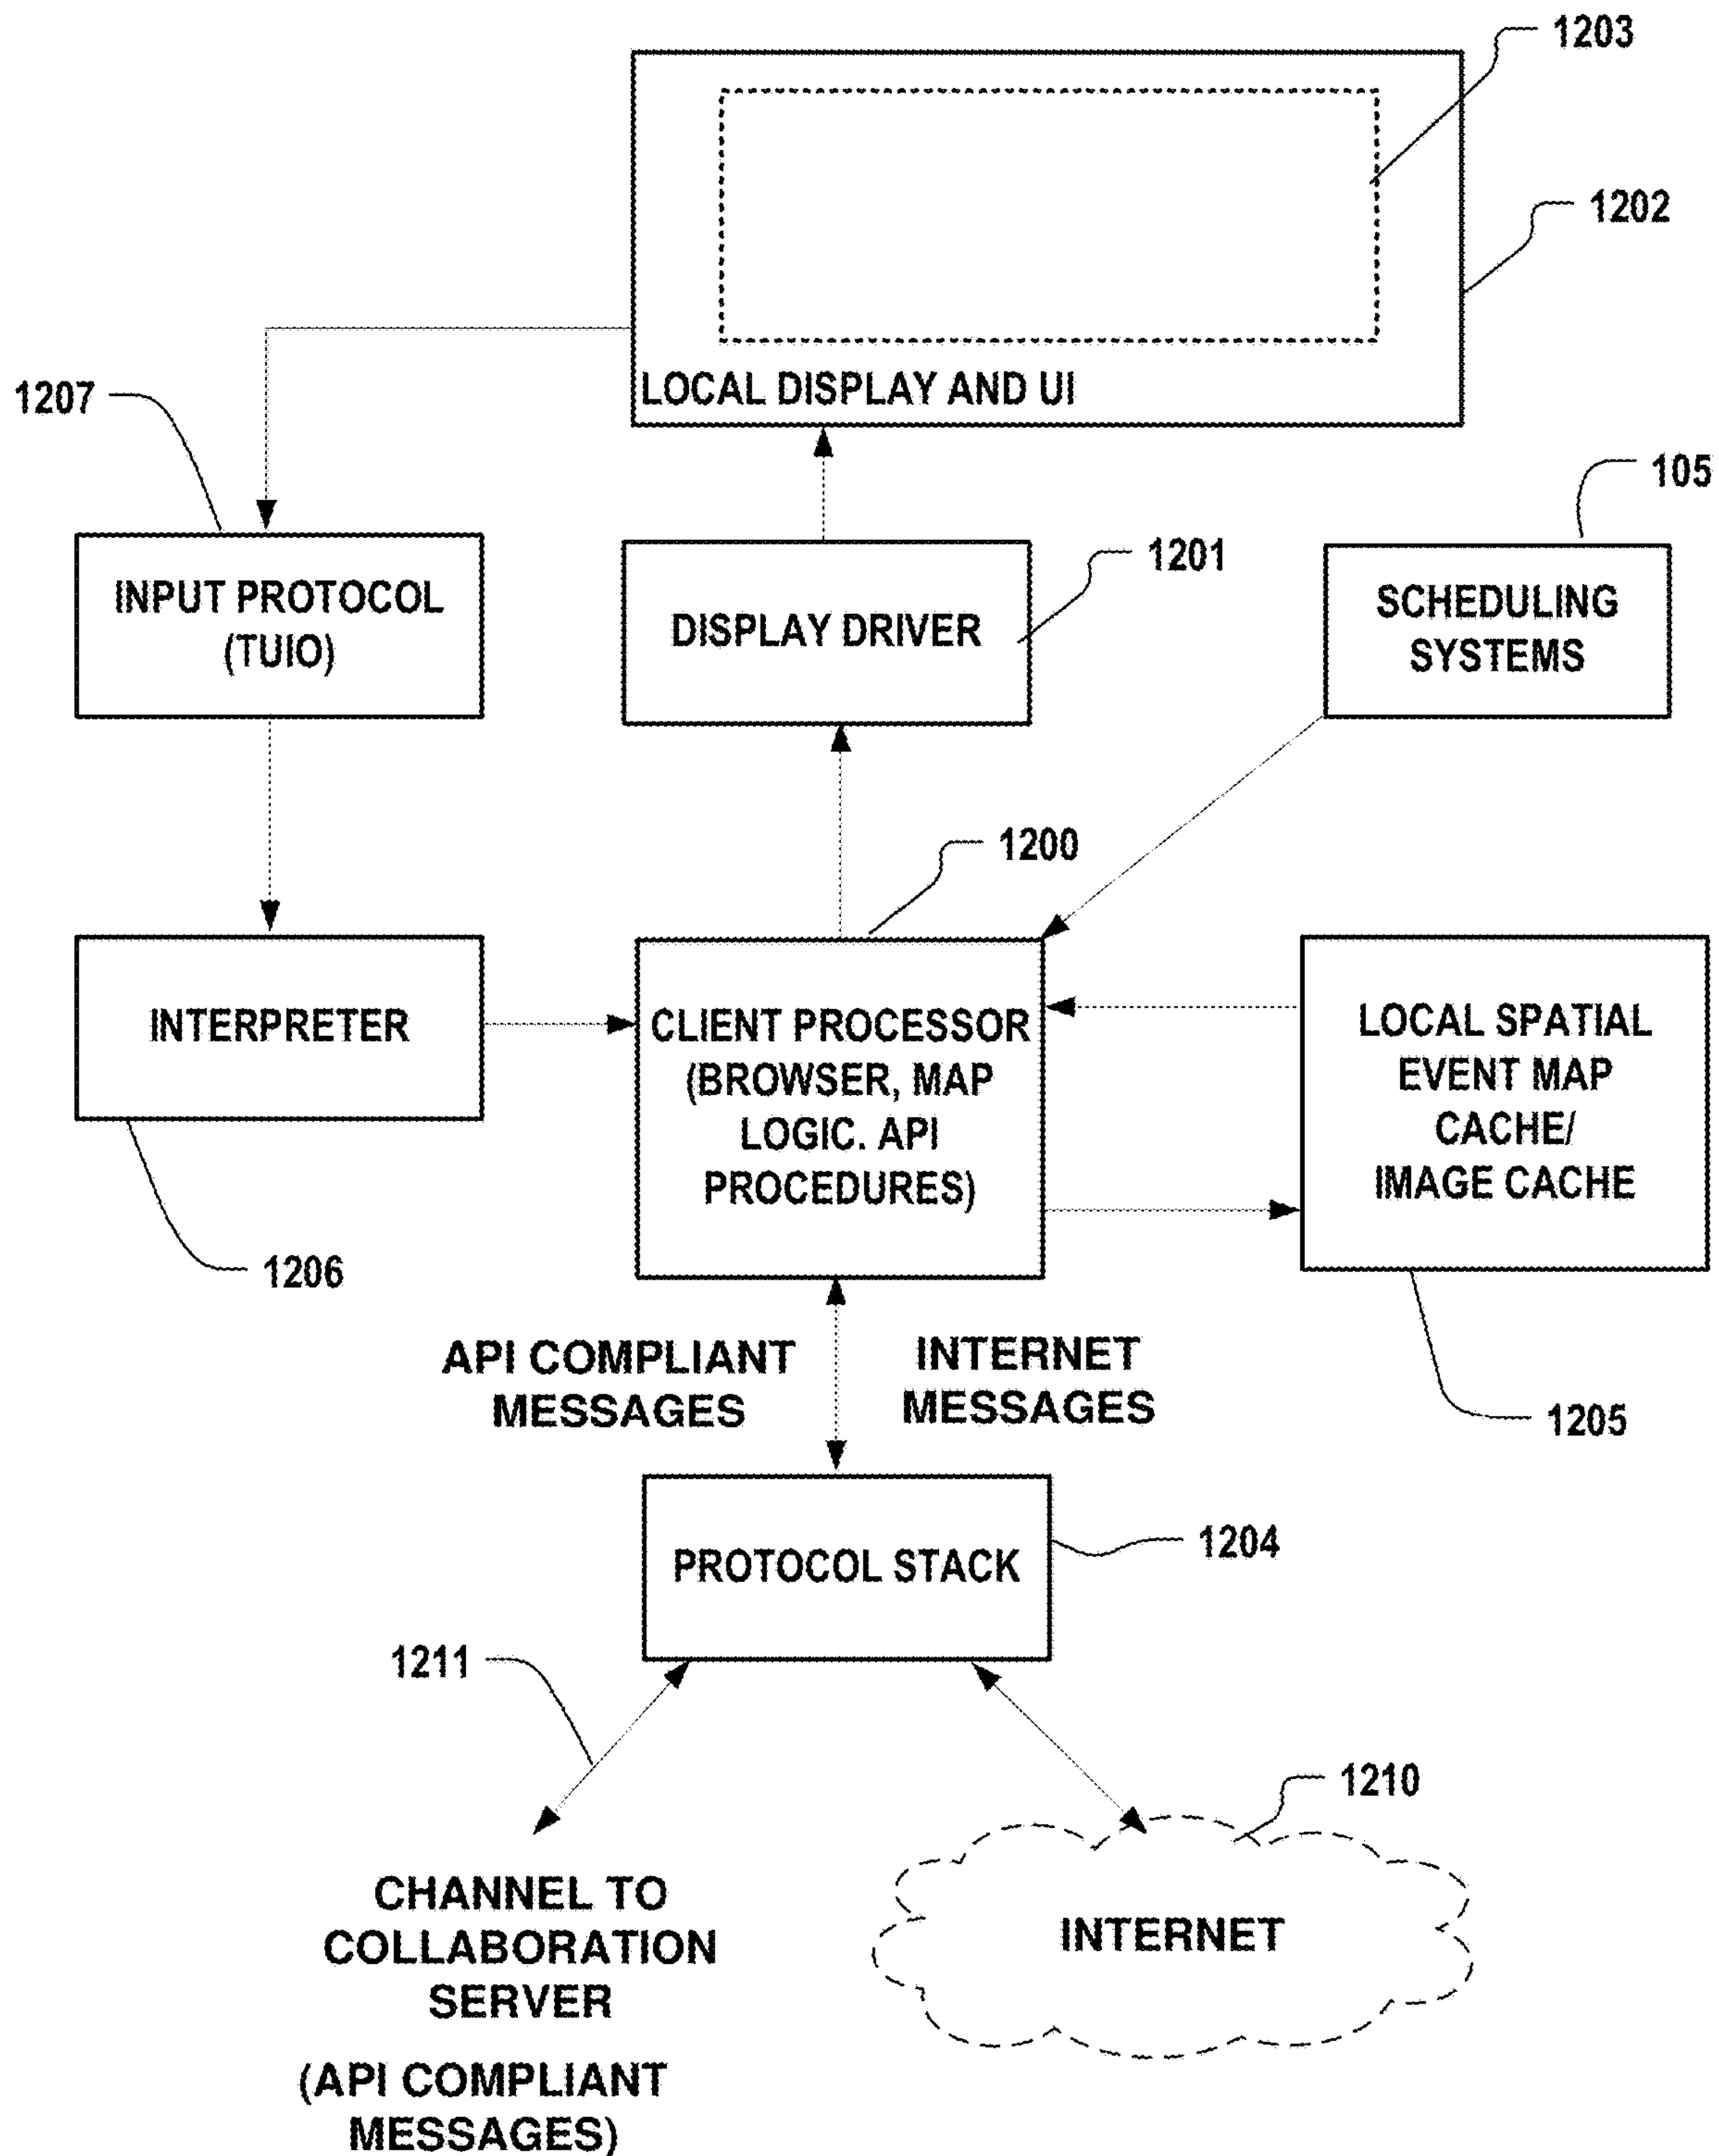 1203
1202
LOCAL DISPLAY AND UI
1207
105
INPUT PROTOCOL
(TUIO)
DISPLAY DRIVER
1201
SCHEDULING
SYSTEMS
1200
INTERPRETER
CLIENT PROCESSOR
(BROWSER, MAP
LOGIC. API
PROCEDURES)
LOCAL SPATIAL
EVENT MAP
CACHE/
IMAGE CACHE
1206
API COMPLIANT
MESSAGES
INTERNET
MESSAGES
1205
PROTOCOL STACK
1204
1211
1210
CHANNEL TO
COLLABORATION
SERVER
(API COMPLIANT
MESSAGES)
INTERNET